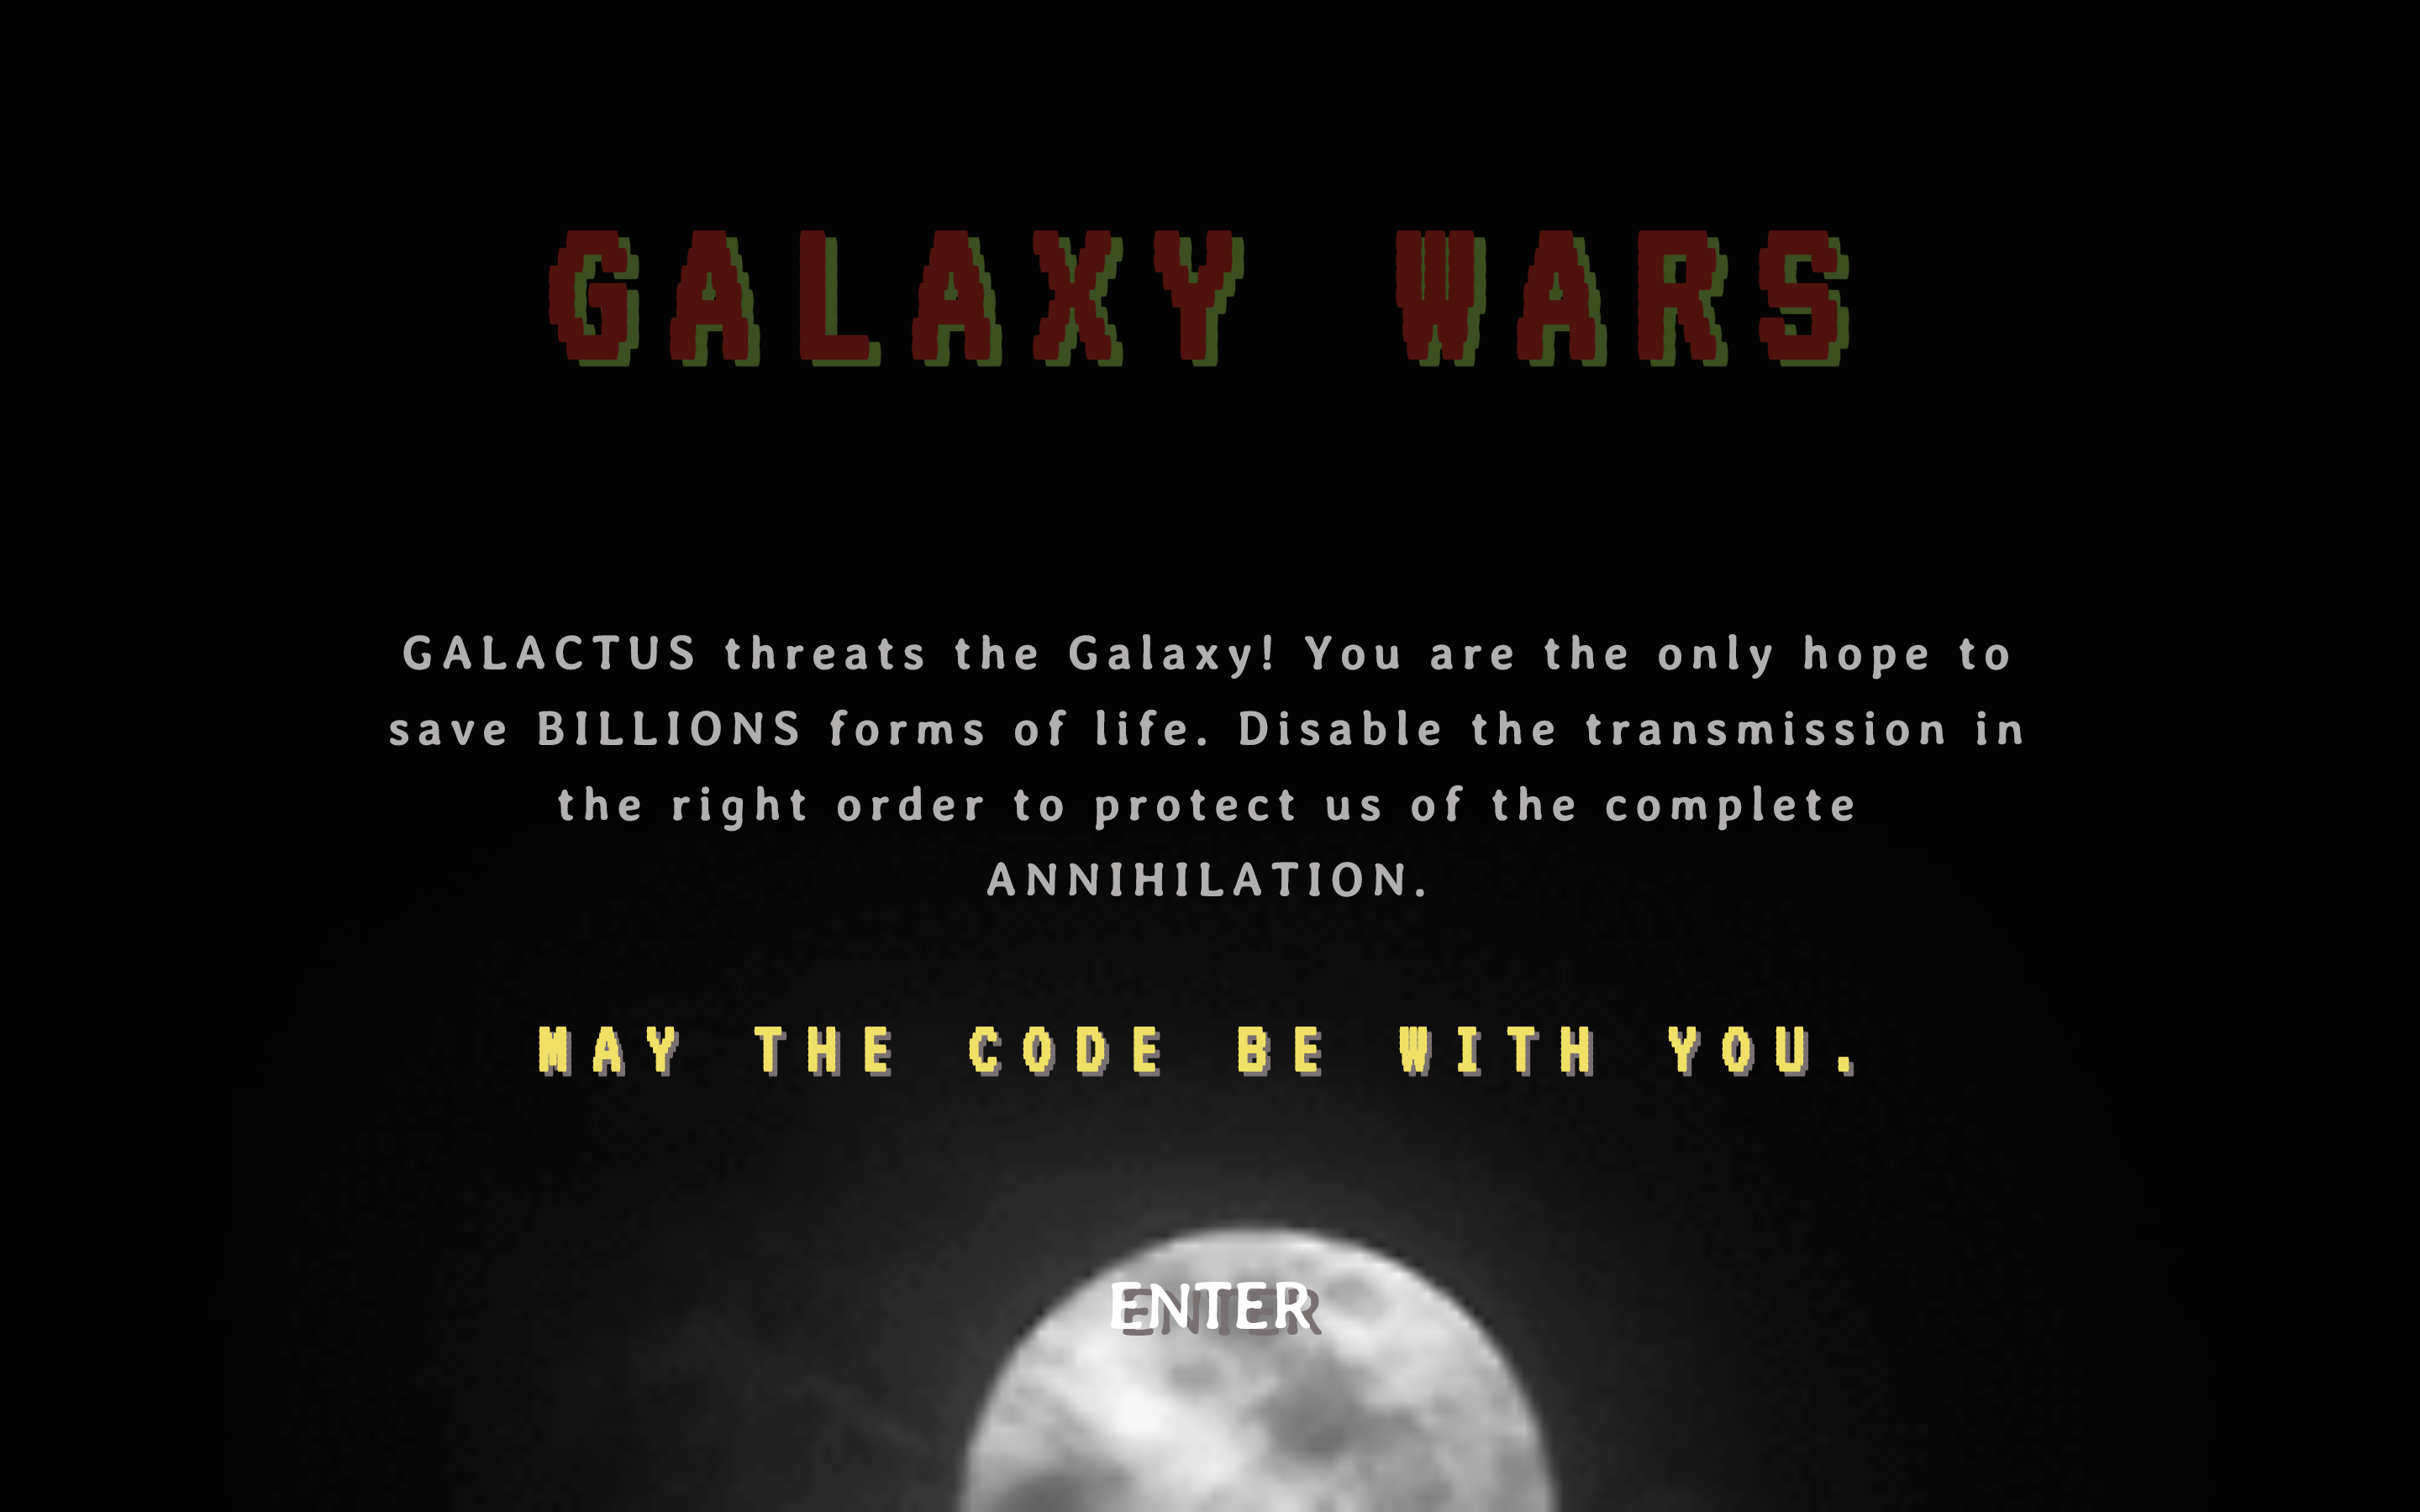 GALAXY WARS
GALACTUS threats the Galaxy! You are the only hope to
save BILLIONS forms of life. Disable the transmission in
the right order to protect us of the complete
ANNIHILATION.
MAY THE CODE BE WITH YOU.
ENTER